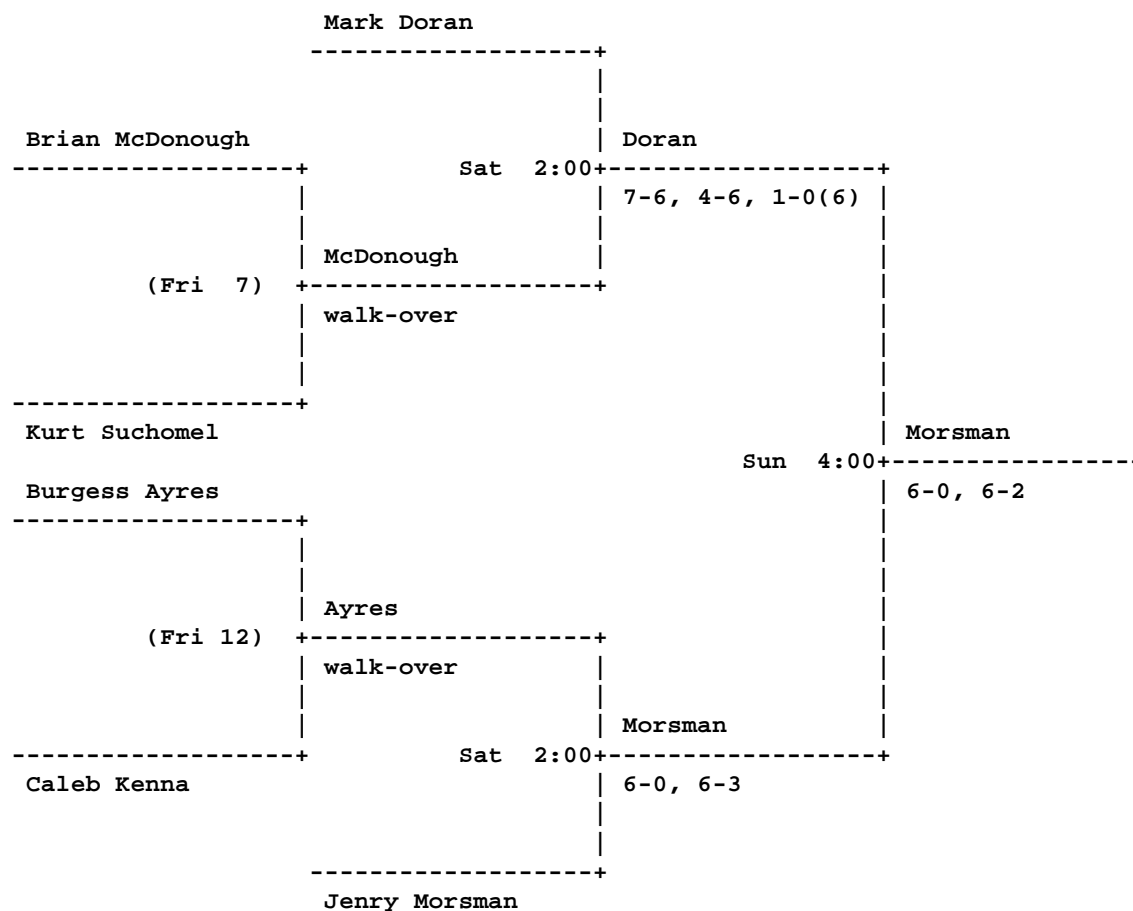 Mark Doran
Brian McDonough
Doran
Sat 2:00
7-6, 4-6, 1-0(6)
McDonough
(Fri 7)
walk-over
Kurt Suchomel
Morsman
Sun 4:00
Burgess Ayres
6-0, 6-2
Ayres
(Fri 12)
walk-over
Morsman
Sat 2:00
Caleb Kenna
6-0, 6-3
Jenry Morsman